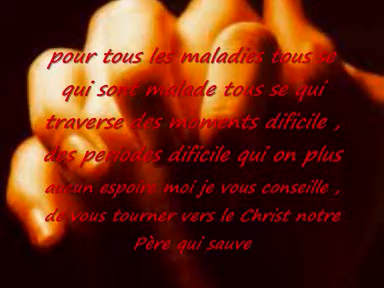 pour tous les maladies tous se
qui sont malade tous se qui
traverse des moments dificile ,
des periodes dificile qui on plus
aucun espoire moi je vous conseille ,
de vous tourner vers le Christ notre
Père qui sauve